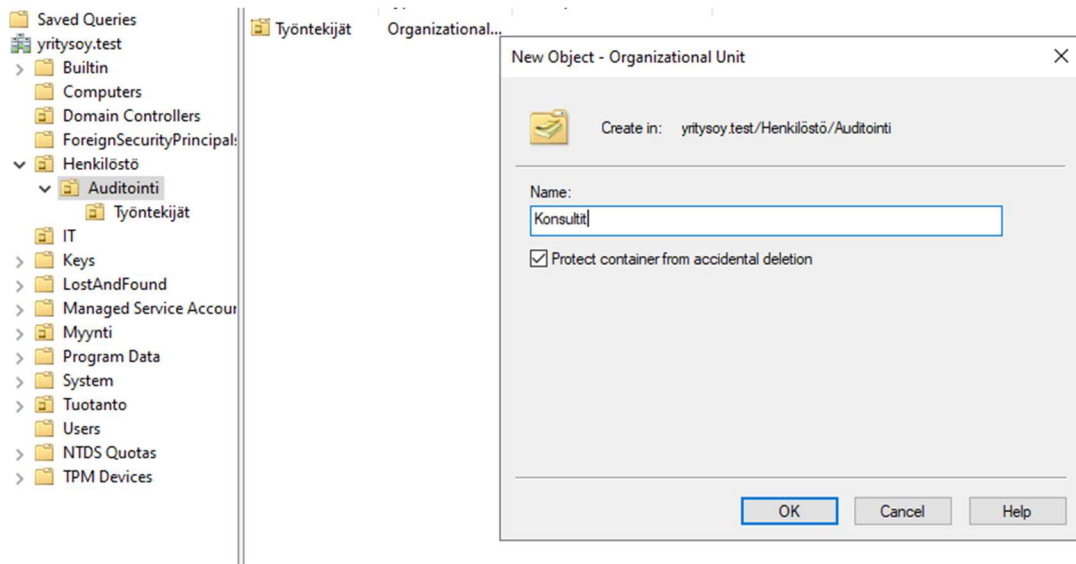 Saved Queries
yritysoy.test
Builtin
Computers
Domain Controllers
ForeignSecurityPrincipal
Henkilöstö
Auditointi
Työntekijät
IT
Keys
LostAndFound
Managed Service Accour
Myynti
Program Data
System
Tuotanto
Users
NTDS Quotas
TPM Devices
Työntekijät Organizational...
New Object - Organizational Unit
Create in: yritysoy.test/Henkilöstö/Auditointi
Name:
Konsultit
Protect container from accidental deletion
OK Cancel Help